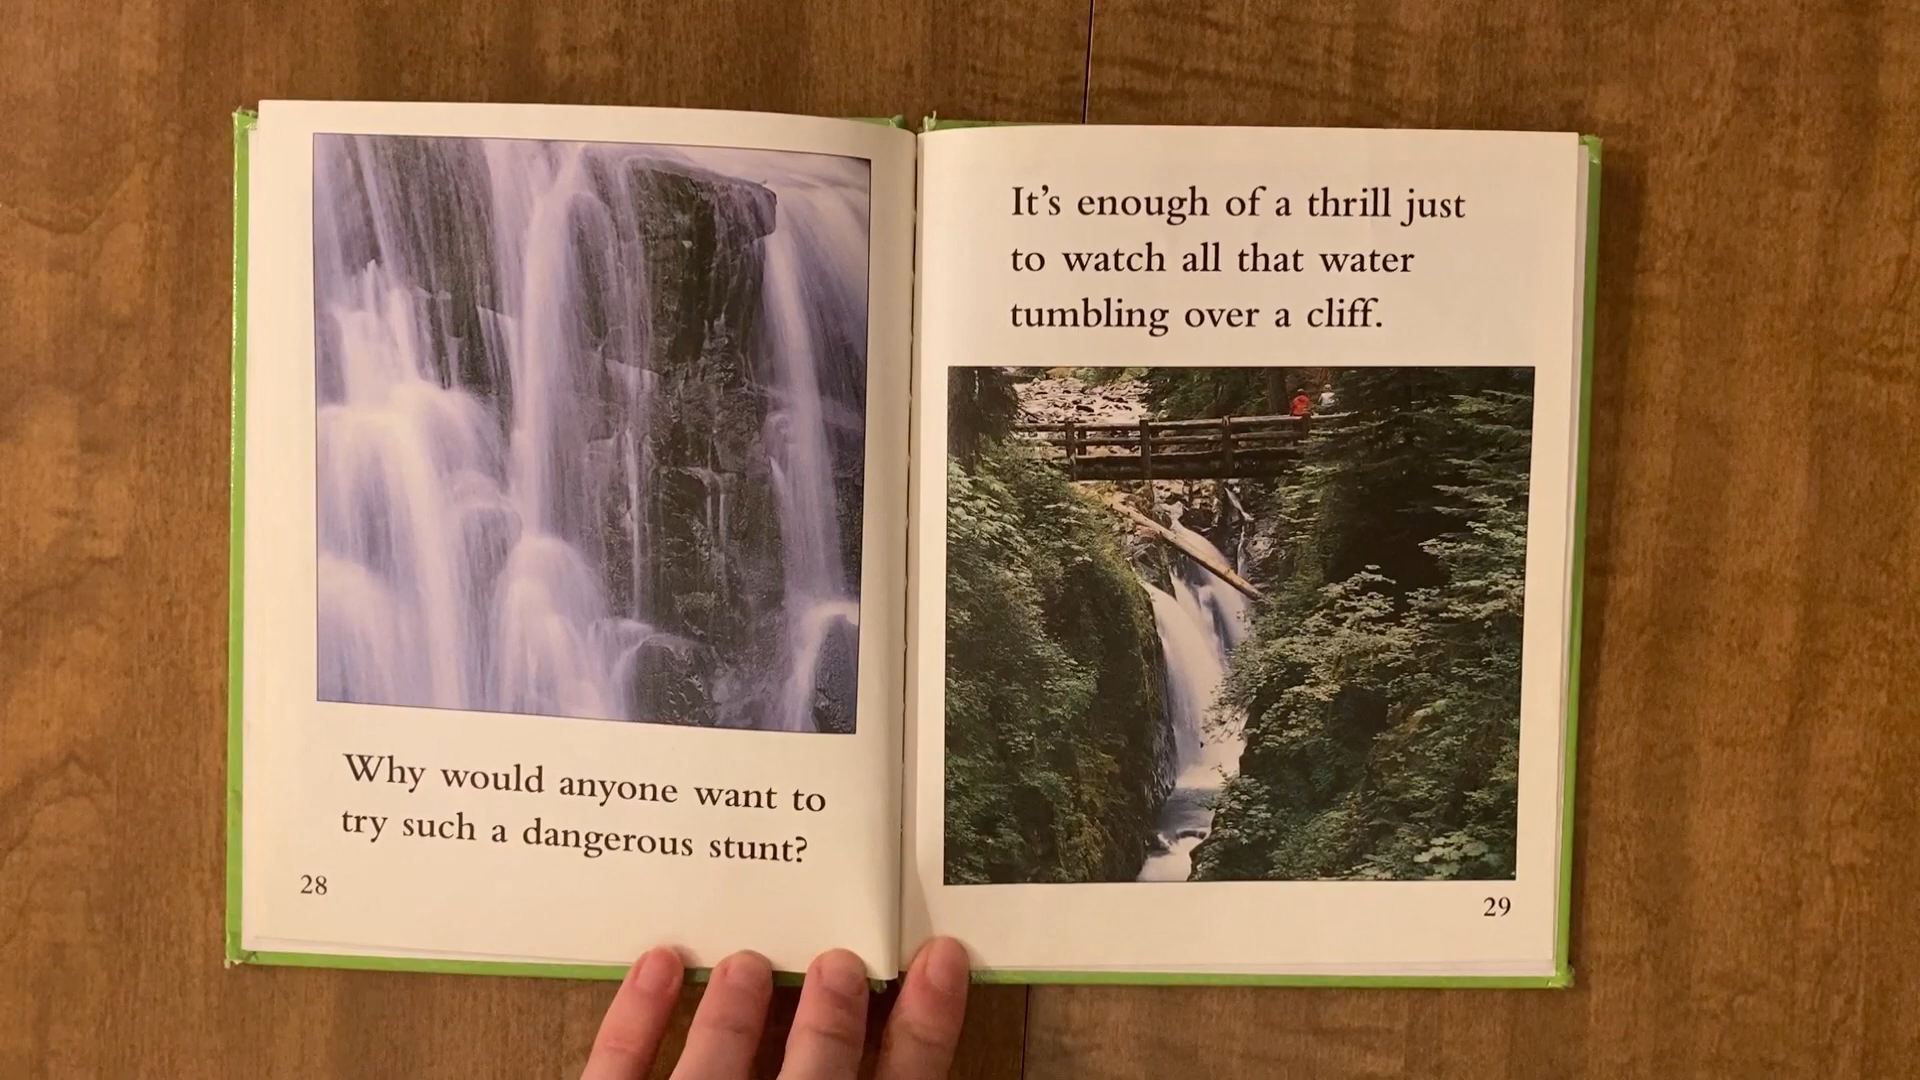 Why would anyone want to
try such a dangerous stunt?
28
It's enough of a thrill just
to watch all that water
tumbling over a cliff.
29